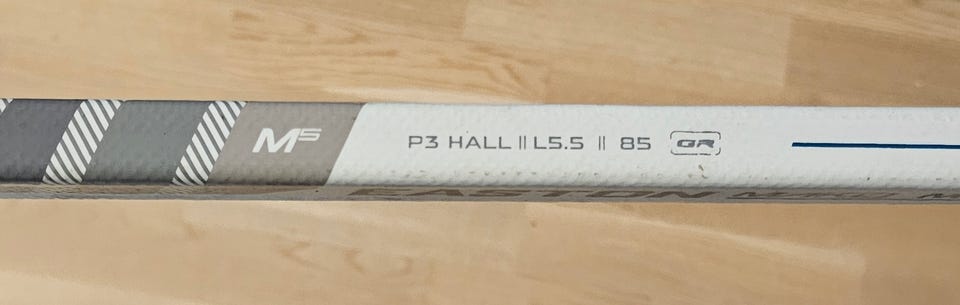 M5 P3 HALL || L5.5 || 85 GR
EASTON